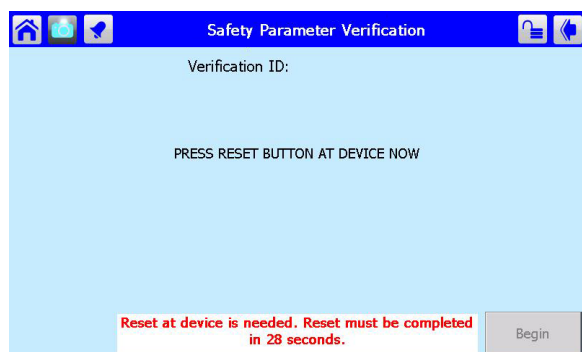 Safety Parameter Verification
Verification ID:
PRESS RESET BUTTON AT DEVICE NOW
Reset at device is needed. Reset must be completed
in 28 seconds.
Begin